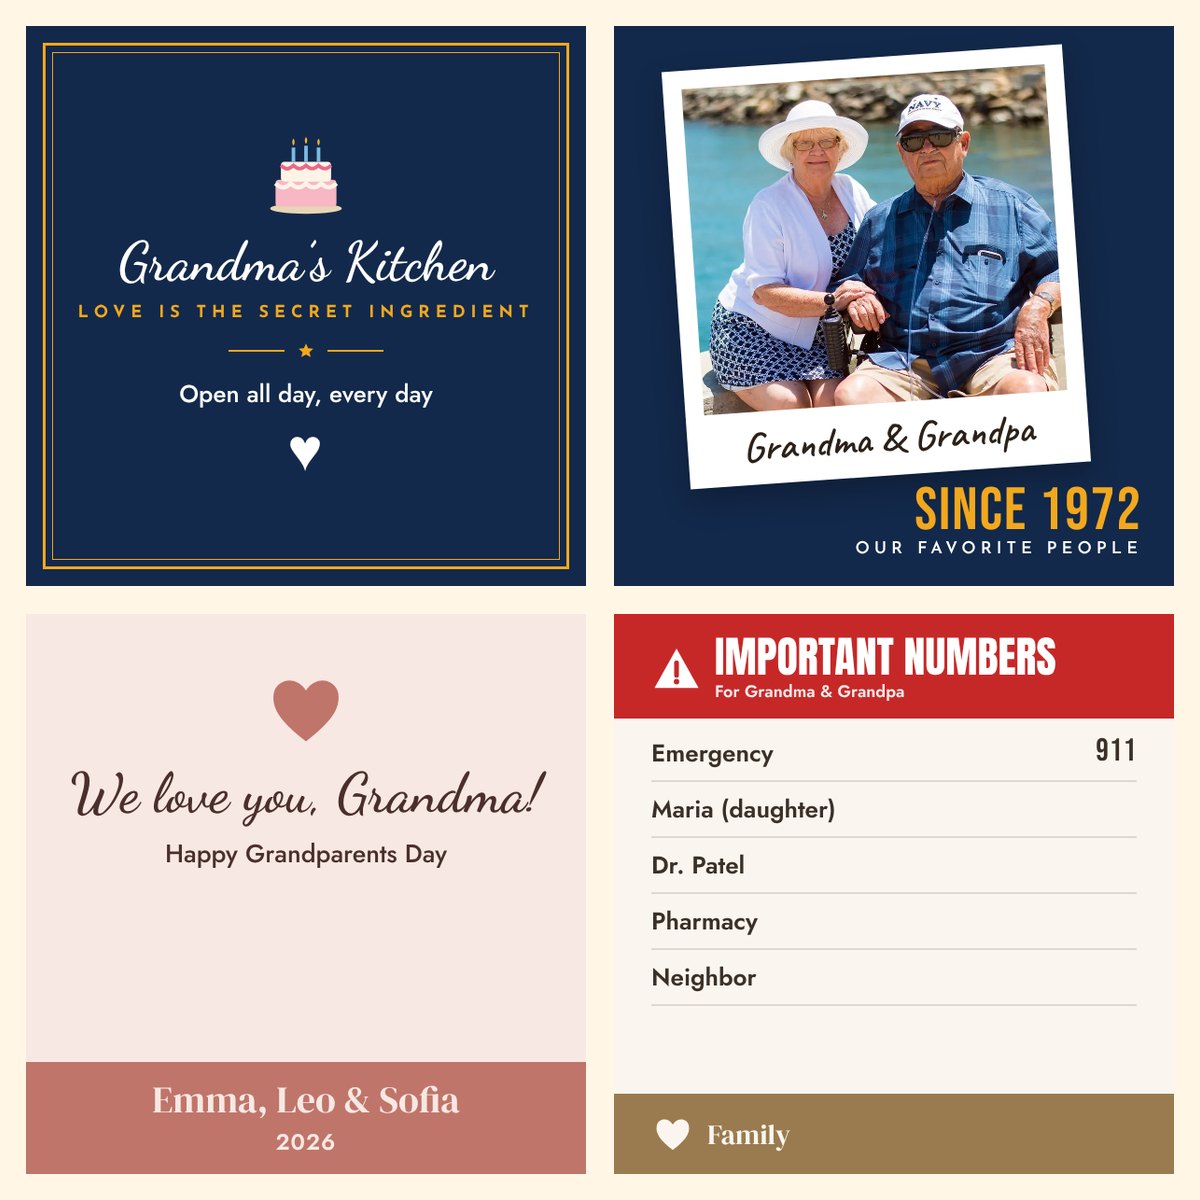 Grandma's Kitchen
LOVE IS THE SECRET INGREDIENT
Open all day, every day
NAVY
Grandma & Grandpa
SINCE 1972
OUR FAVORITE PEOPLE
We love you, Grandma!
Happy Grandparents Day
Emma, Leo & Sofia
2026
IMPORTANT NUMBERS
For Grandma & Grandpa
Emergency 911
Maria (daughter)
Dr. Patel
Pharmacy
Neighbor
Family